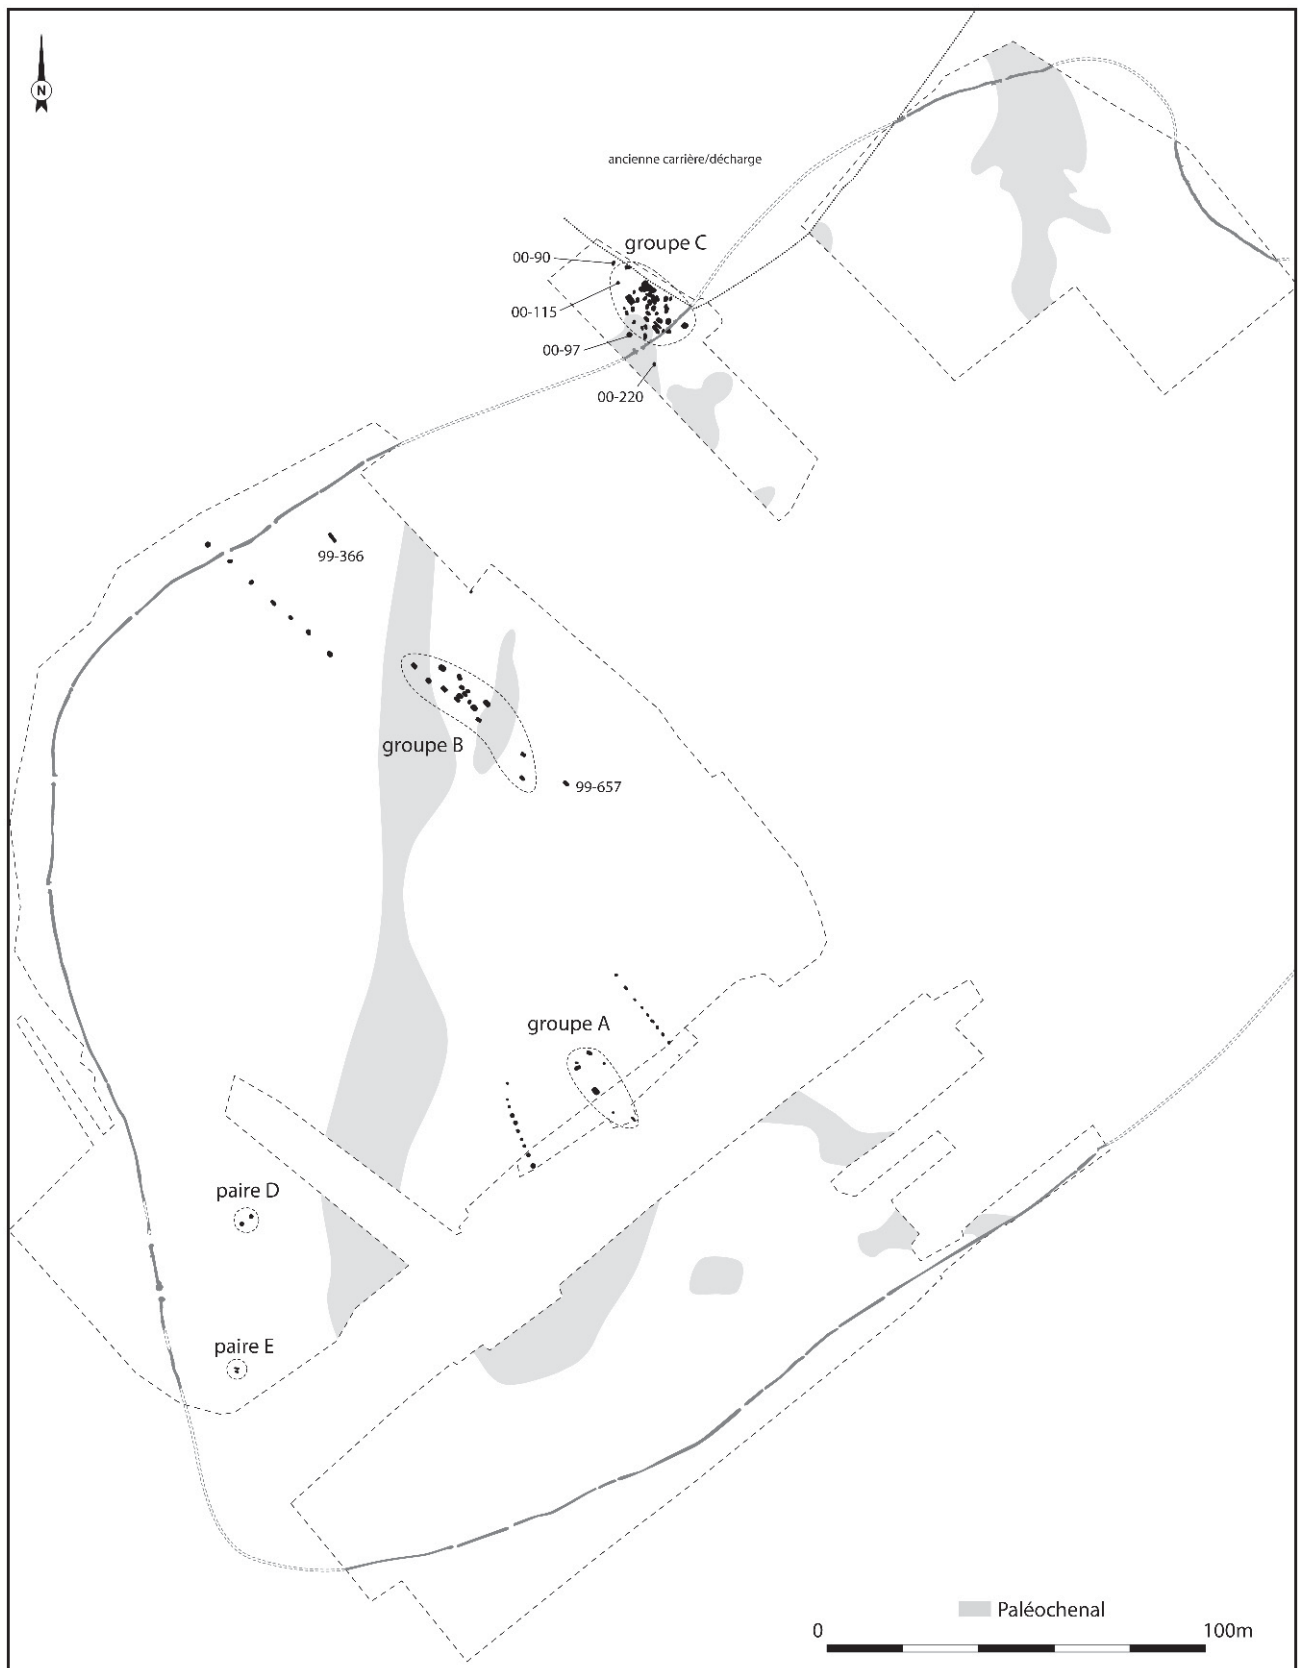 N
ancienne carrière/décharge
groupe C
00-90
00-115
00-97
00-220
99-366
groupe B
99-657
groupe A
paire D
paire E
Paléochenal
0 100m